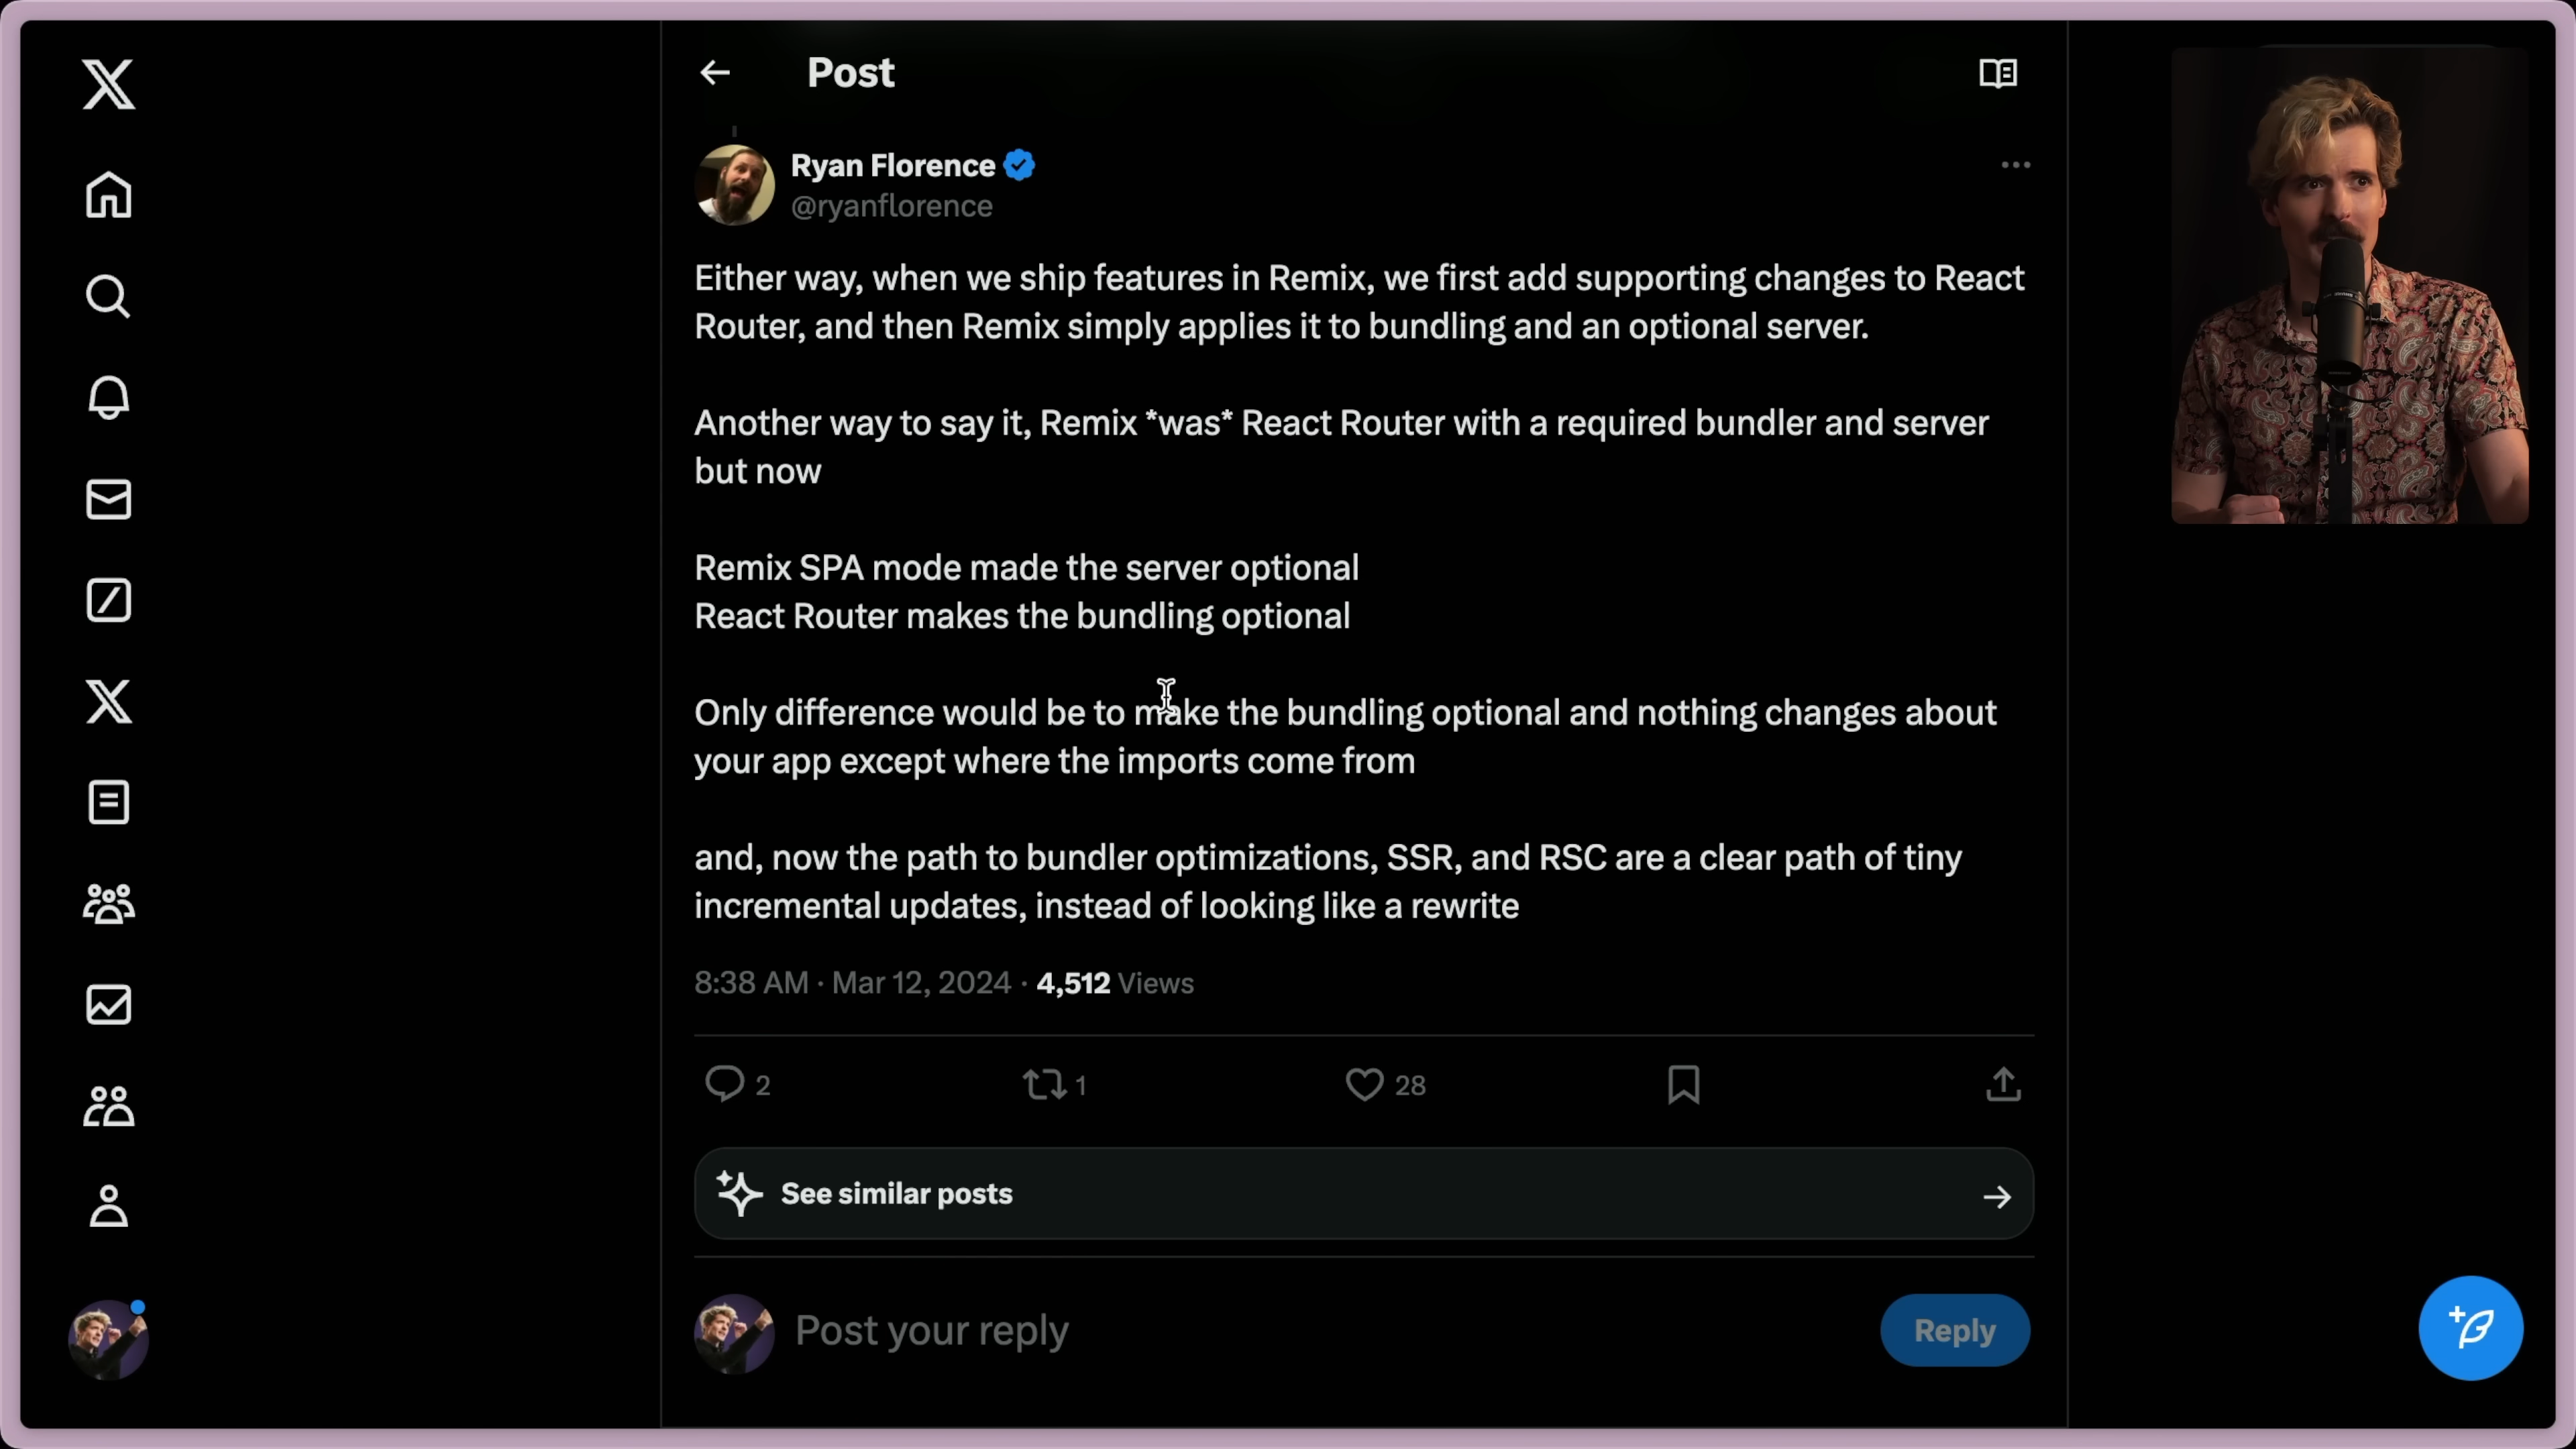 Post
Ryan Florence
@ryanflorence
Either way, when we ship features in Remix, we first add supporting changes to React
Router, and then Remix simply applies it to bundling and an optional server.
Another way to say it, Remix *was* React Router with a required bundler and server
but now
Remix SPA mode made the server optional
React Router makes the bundling optional
Only difference would be to make the bundling optional and nothing changes about
your app except where the imports come from
and, now the path to bundler optimizations, SSR, and RSC are a clear path of tiny
incremental updates, instead of looking like a rewrite
8:38 AM · Mar 12, 2024 · 4,512 Views
2 1 28
See similar posts
Post your reply
Reply